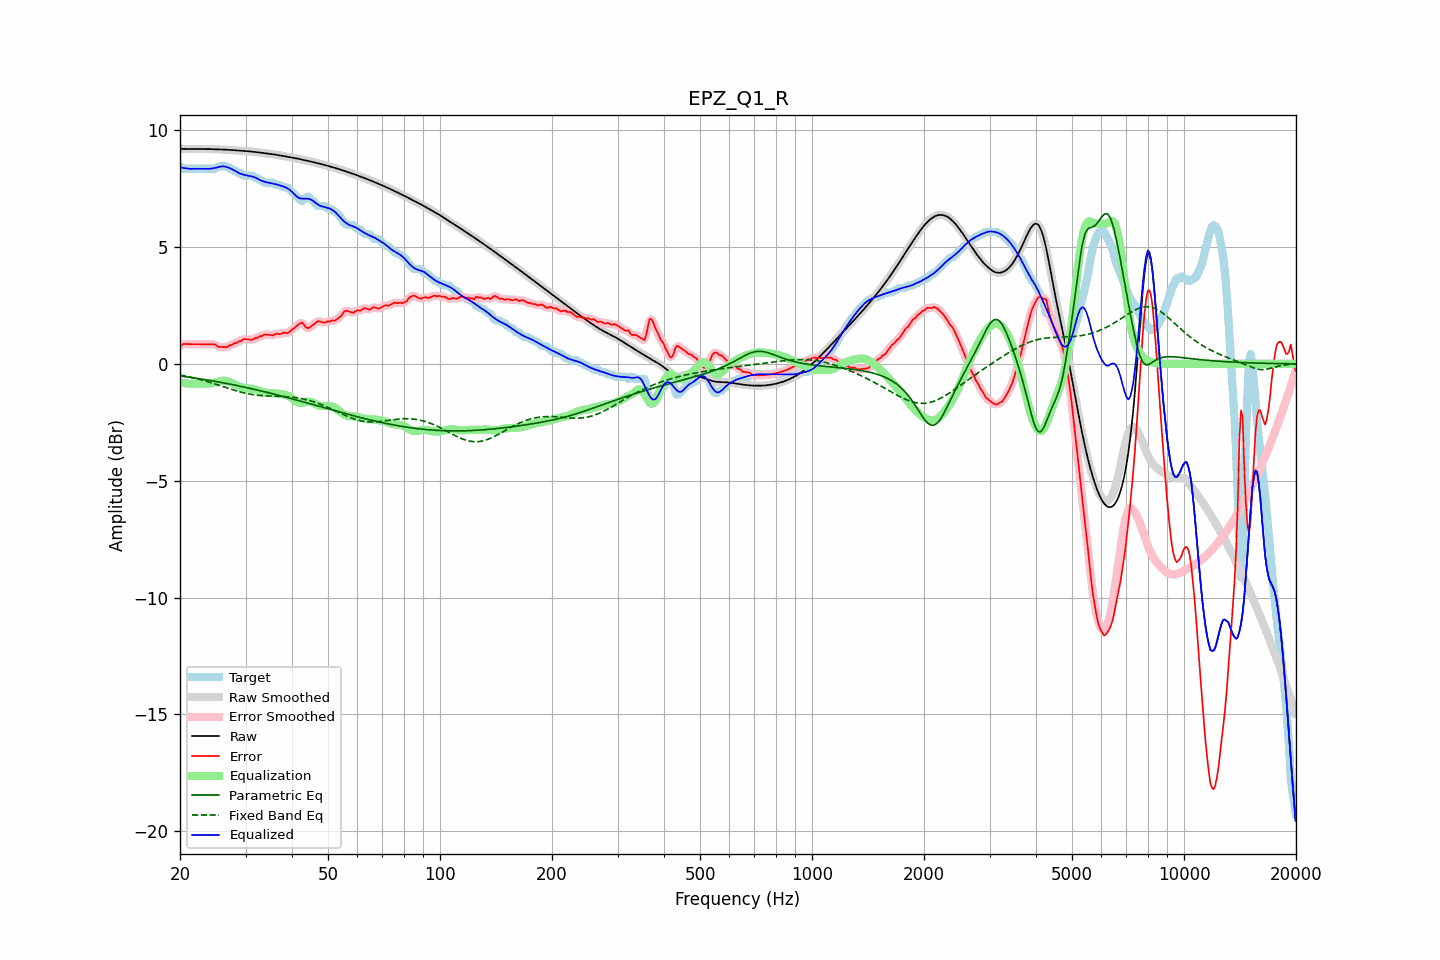 EPZ_Q1_R
10
5
0
−5
−10
−15
−20
Amplitude (dBr)
Target
Raw Smoothed
Error Smoothed
Raw
Error
Equalization
Parametric Eq
Fixed Band Eq
Equalized
20 50 100 200 500 1000 2000 5000 10000 20000
Frequency (Hz)